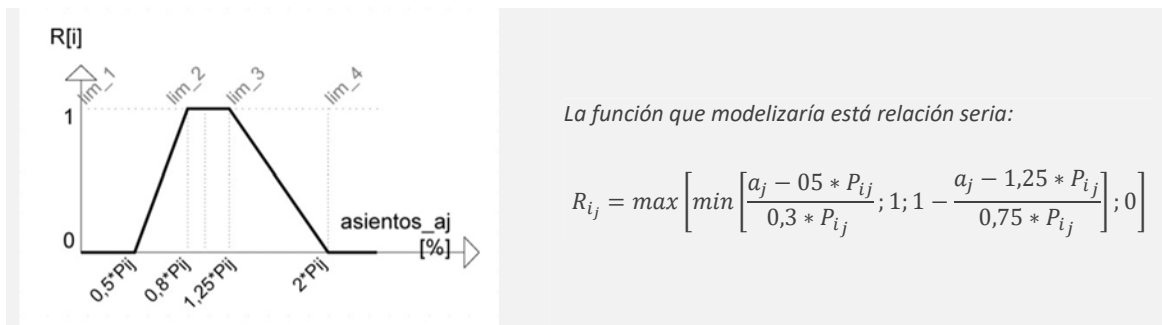 R[i]
lim_1
lim_2
lim_3
lim_4
1
0
asientos_aj
[%]
0,5*Pij
0,8*Pij
1,25*Pij
2*Pij
La función que modelizaría está relación seria:
R_{i_j} = max [ min [ \frac{a_j - 05 * P_{ij}}{0,3 * P_{i_j}} ; 1; 1 - \frac{a_j - 1,25 * P_{i_j}}{0,75 * P_{i_j}} ] ; 0 ]